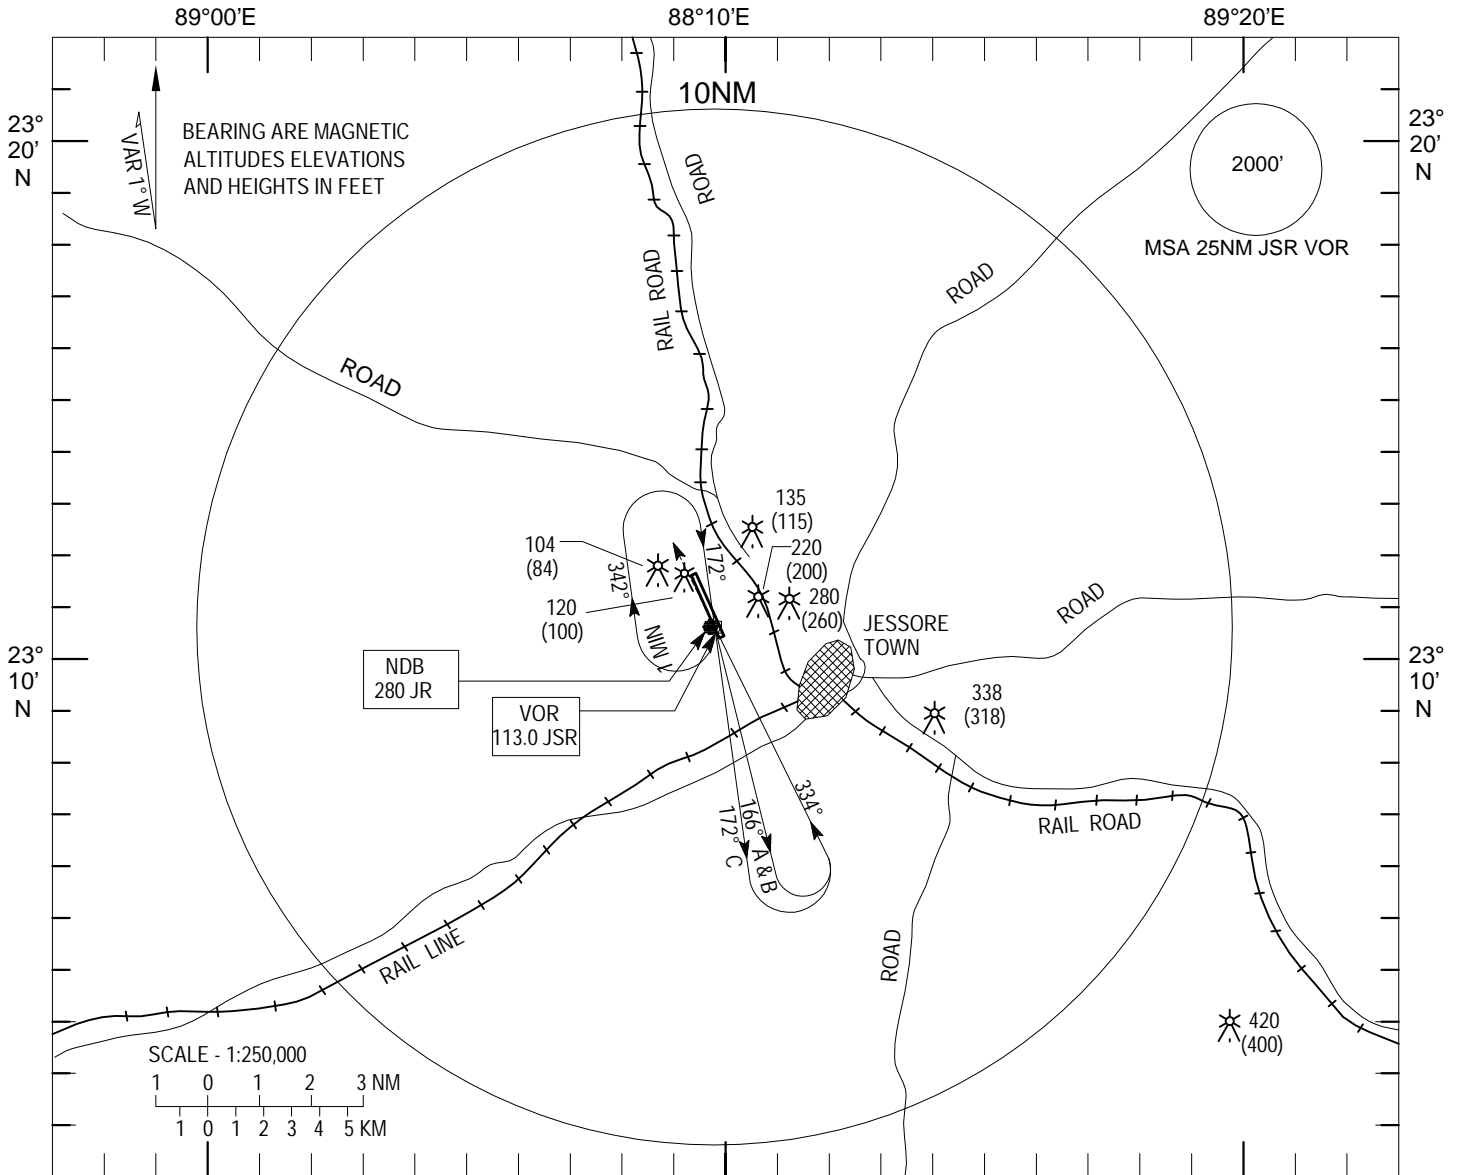 89°00'E
88°10'E
89°20'E
10NM
23°
20'
N
23°
20'
N
VAR 1° W
BEARING ARE MAGNETIC
ALTITUDES ELEVATIONS
AND HEIGHTS IN FEET
2000'
MSA 25NM JSR VOR
ROAD
RAIL ROAD
ROAD
ROAD
135
(115)
104
(84)
220
(200)
172°
342°
120
(100)
280
(260)
ROAD
1 MIN
JESSORE
TOWN
NDB
280 JR
23°
10'
N
23°
10'
N
VOR
113.0 JSR
338
(318)
334°
166° A & B
172° C
RAIL ROAD
RAIL LINE
ROAD
420
(400)
SCALE - 1:250,000
1 0 1 2 3 NM
1 0 1 2 3 4 5 KM